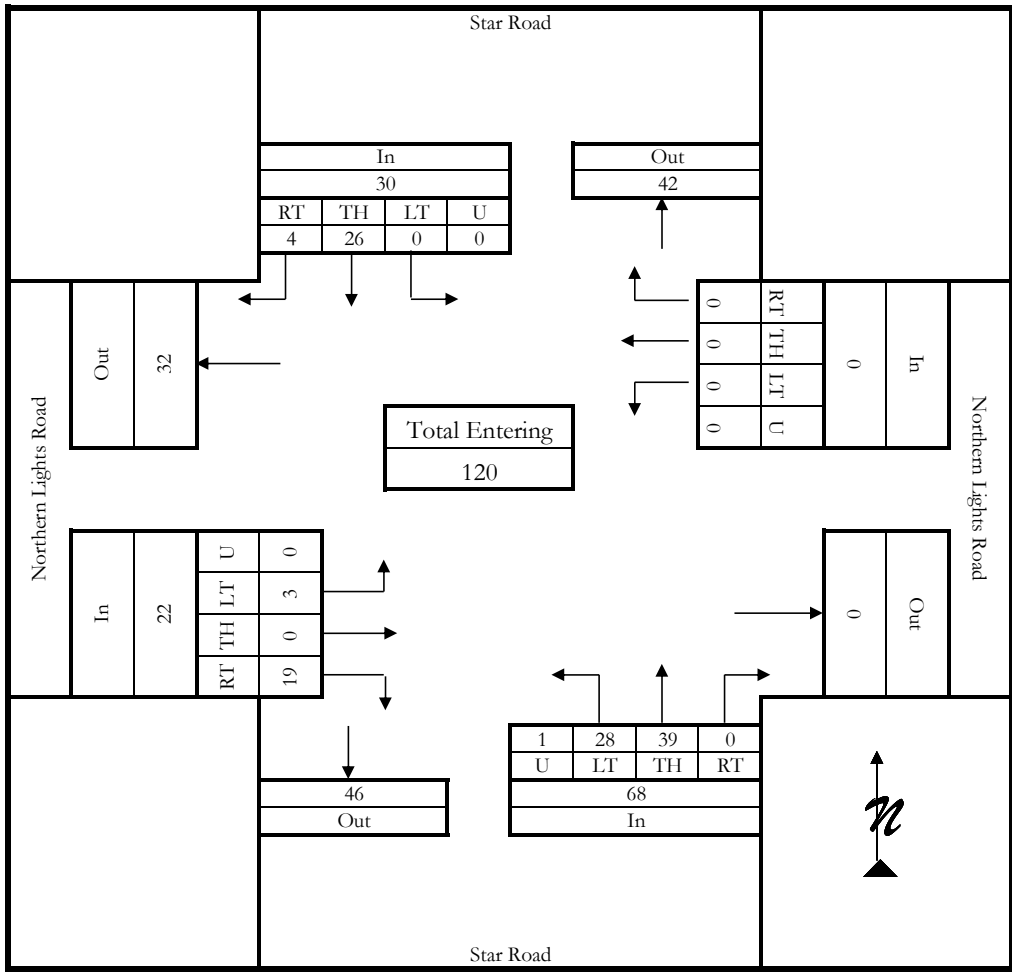 Star Road
In
30
RT TH LT U
4 26 0 0
Out
42
Out
32
Northern Lights Road
0 RT
0 TH
0 LT
0 U
0
In
Northern Lights Road
Total Entering
120
In
22
U 0
LT 3
TH 0
RT 19
0
Out
46
Out
1 28 39 0
U LT TH RT
68
In
N
Star Road